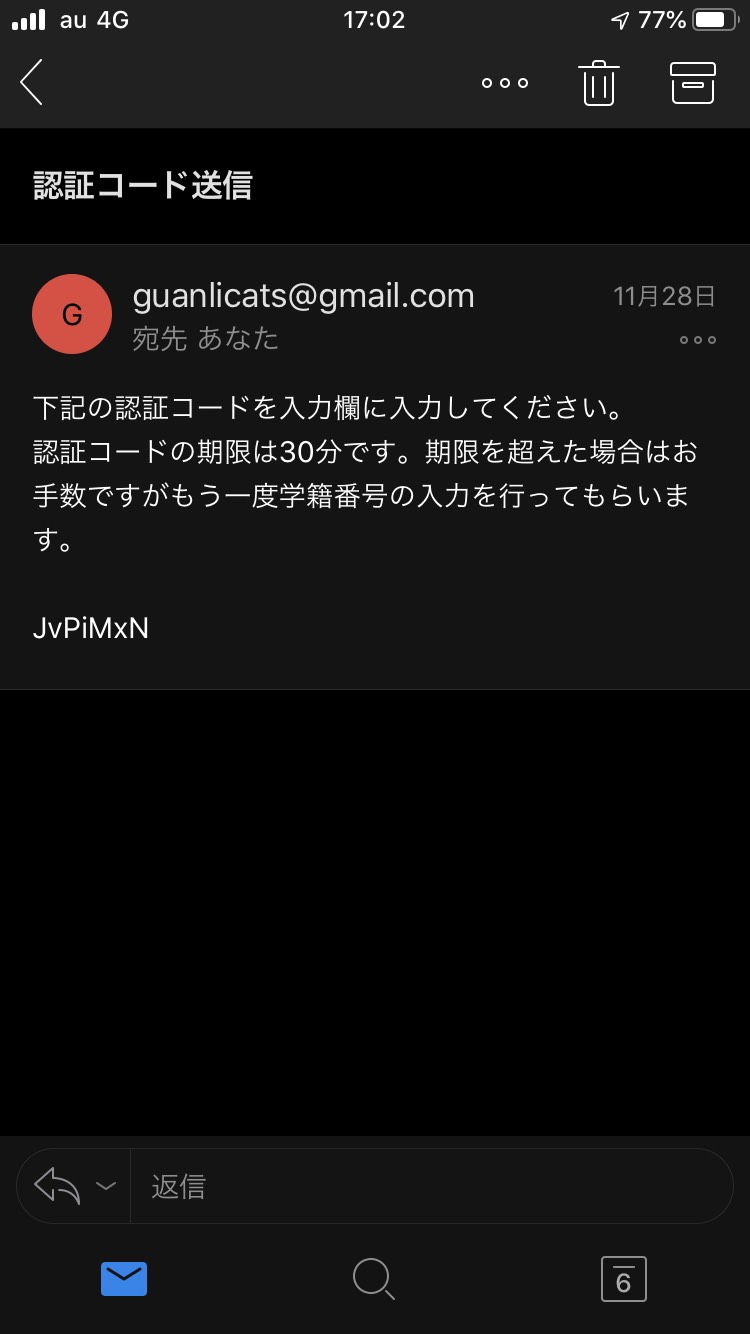 au 4G 17:02 77%
認証コード送信
G
guanlicats@gmail.com 11月28日
宛先 あなた
下記の認証コードを入力欄に入力してください。
認証コードの期限は30分です。期限を超えた場合はお
手数ですがもう一度学籍番号の入力を行ってもらいま
す。
JvPiMxN
返信
6